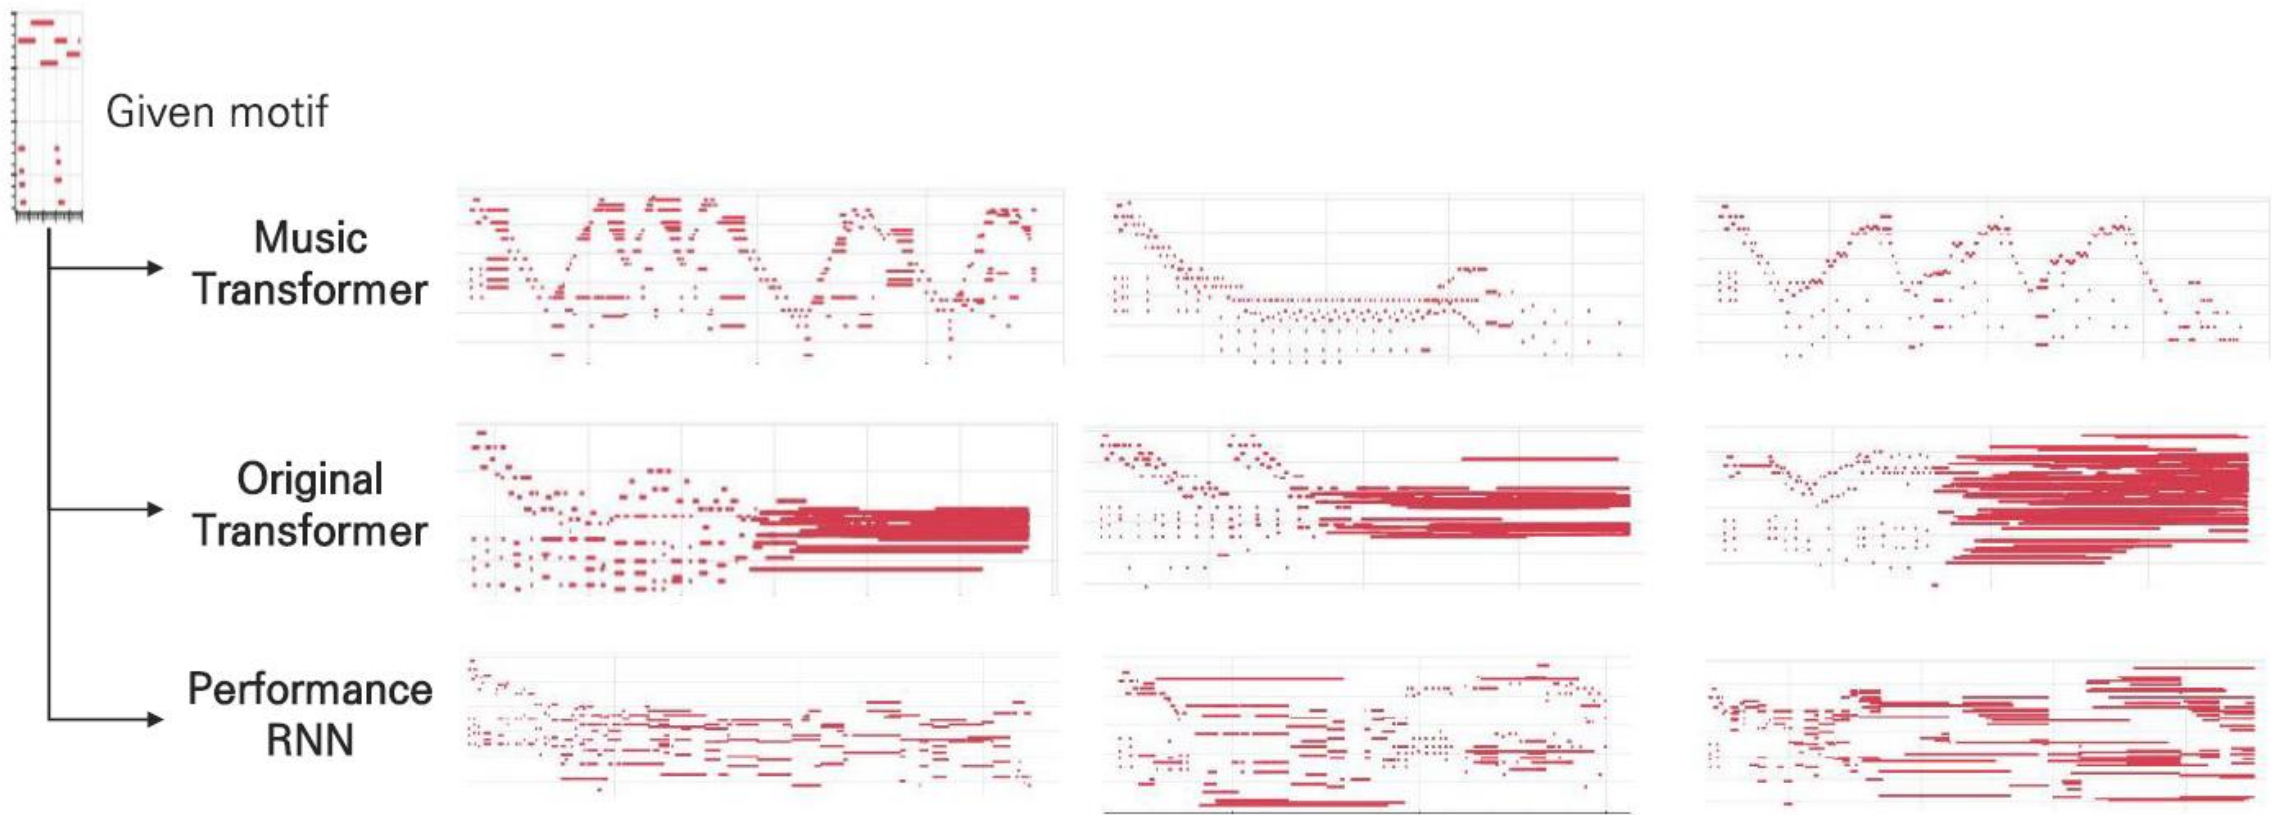 Given motif
Music
Transformer
Original
Transformer
Performance
RNN